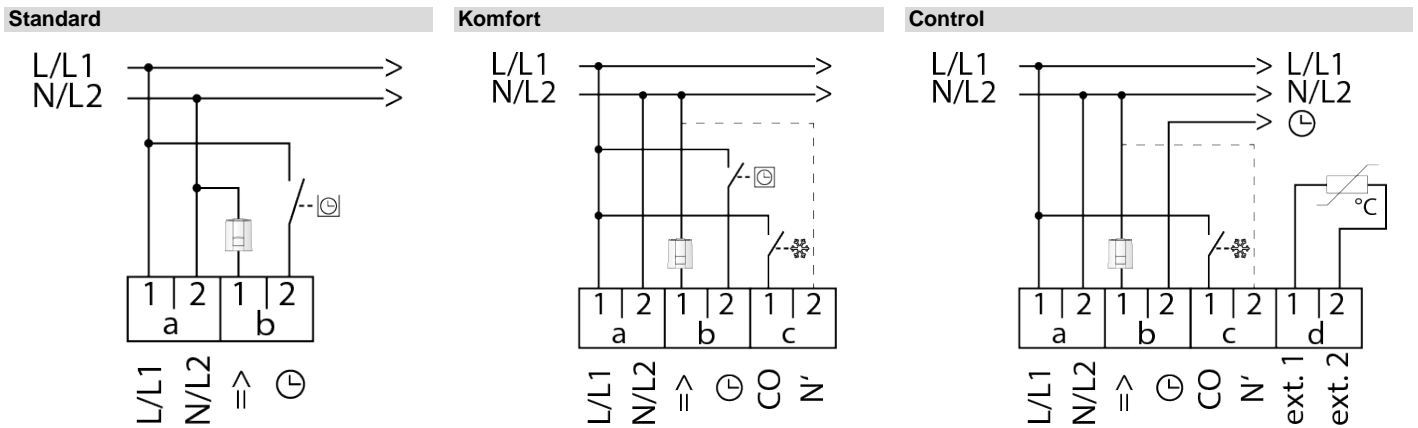 Standard
L/L1
N/L2
1 2 1 2
a b
L/L1 N/L2 =>
Komfort
L/L1
N/L2
1 2 1 2 1 2
a b c
L/L1 N/L2 => CO N'
Control
L/L1 L/L1
N/L2 N/L2
°C
1 2 1 2 1 2 1 2
a b c d
L/L1 N/L2 => CO N' ext. 1 ext. 2